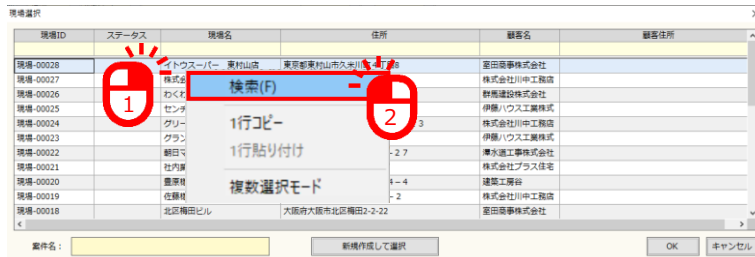 現場選択
現場ID ステータス 現場名 住所 顧客名 顧客住所
現場-00028 イトウスーパー 東村山店 東京都東村山市久米川 4丁 8 室田商事株式会社
現場-00027 株式会 株式会社川中工務店
現場-00026 わくわ 群馬建設株式会社
現場-00025 センチ 伊藤ハウス工業株式
現場-00024 グリー 3 株式会社川中工務店
現場-00023 グラン 伊藤ハウス工業株式
現場-00022 朝日マ -27 澤水道工事株式会社
現場-00021 社内業 株式会社プラス住宅
現場-00020 豊原様 4-4 建築工房谷
現場-00019 佐藤様 -2 株式会社川中工務店
現場-00018 北区梅田ビル 大阪府大阪市北区梅田2-2-22 室田商事株式会社
検索(F)
1行コピー
1行貼り付け
複数選択モード
1
2
案件名： 新規作成して選択 OK キャンセル